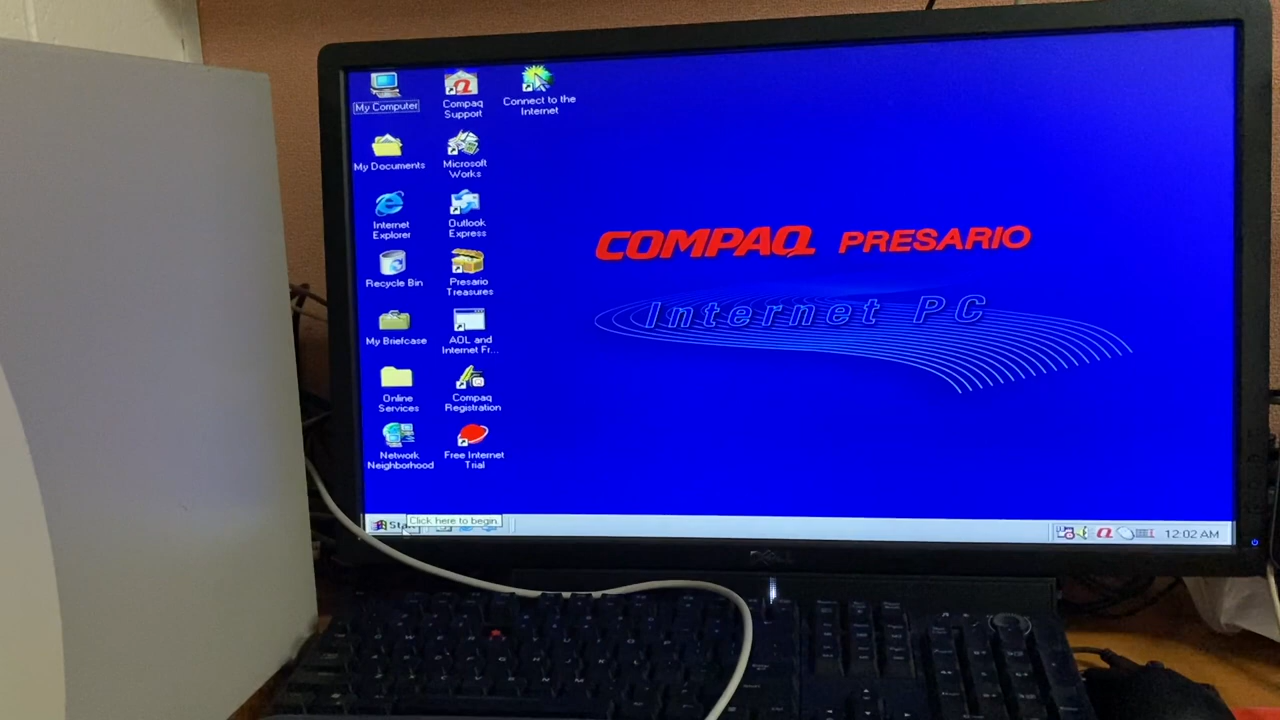 My Computer
Compaq
Support
Connect to the
Internet
My Documents
Microsoft
Works
Internet
Explorer
Outlook
Express
Recycle Bin
Presario
Treasures
My Briefcase
AOL and
Internet Fr...
Online
Services
Compaq
Registration
Network
Neighborhood
Free Internet
Trial
COMPAQ PRESARIO
Internet PC
Click here to begin
12:02 AM
DELL